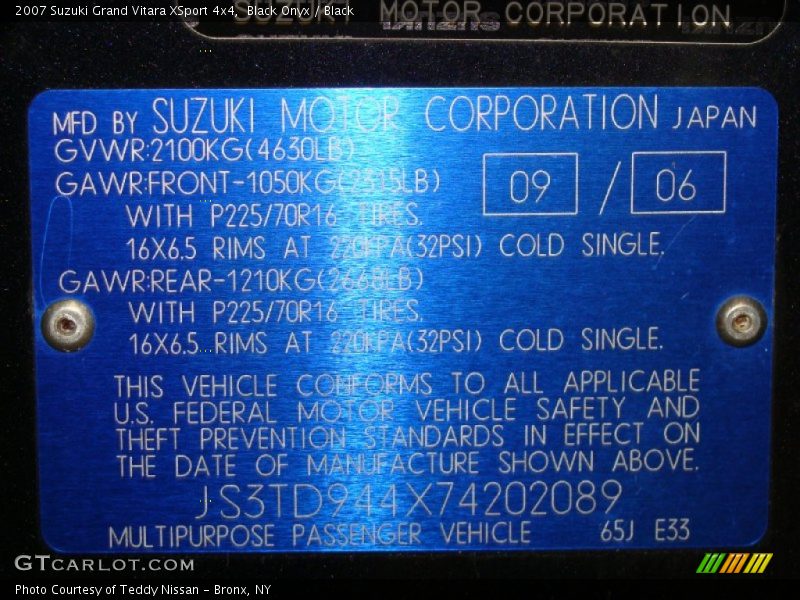 2007 Suzuki Grand Vitara XSport 4x4, Black Onyx / Black
SUZUKI MOTOR CORPORATION
MFD BY SUZUKI MOTOR CORPORATION JAPAN
GVWR:2100KG(4630LB)
GAWR:FRONT-1050KG(2315LB)
09 / 06
WITH P225/70R16 TIRES.
16X6.5 RIMS AT 220KPA(32PSI) COLD SINGLE.
GAWR:REAR-1210KG(2668LB)
WITH P225/70R16 TIRES.
16X6.5 RIMS AT 220KPA(32PSI) COLD SINGLE.
THIS VEHICLE CONFORMS TO ALL APPLICABLE
U.S. FEDERAL MOTOR VEHICLE SAFETY AND
THEFT PREVENTION STANDARDS IN EFFECT ON
THE DATE OF MANUFACTURE SHOWN ABOVE.
JS3TD944X74202089
MULTIPURPOSE PASSENGER VEHICLE 65J E33
GTCARLOT.COM
Photo Courtesy of Teddy Nissan - Bronx, NY